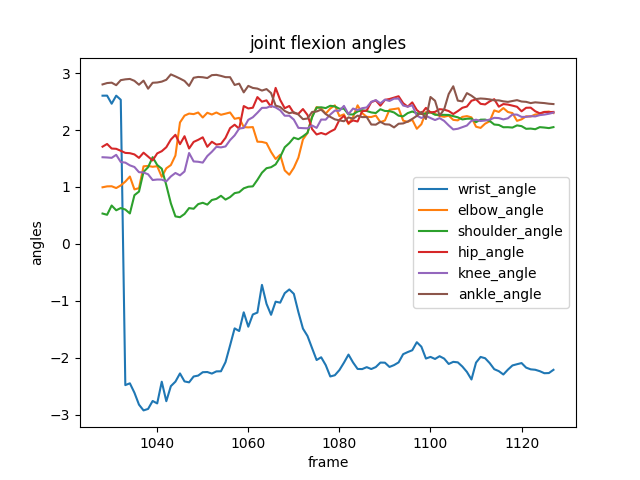 joint flexion angles
angles
3
2
1
0
−1
−2
−3
wrist_angle
elbow_angle
shoulder_angle
hip_angle
knee_angle
ankle_angle
1040 1060 1080 1100 1120
frame